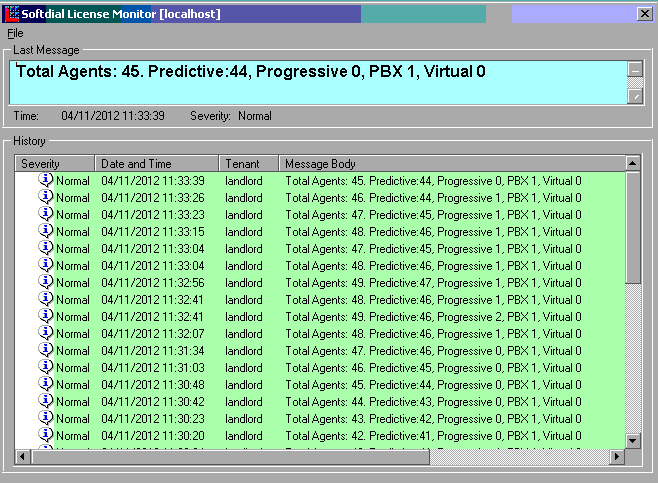 Softdial License Monitor [localhost]
File
Last Message
Total Agents: 45. Predictive:44, Progressive 0, PBX 1, Virtual 0
Time: 04/11/2012 11:33:39 Severity: Normal
History
Severity Date and Time Tenant Message Body
Normal 04/11/2012 11:33:39 landlord Total Agents: 45. Predictive:44, Progressive 0, PBX 1, Virtual 0
Normal 04/11/2012 11:33:26 landlord Total Agents: 46. Predictive:44, Progressive 1, PBX 1, Virtual 0
Normal 04/11/2012 11:33:23 landlord Total Agents: 47. Predictive:45, Progressive 1, PBX 1, Virtual 0
Normal 04/11/2012 11:33:15 landlord Total Agents: 48. Predictive:46, Progressive 1, PBX 1, Virtual 0
Normal 04/11/2012 11:33:04 landlord Total Agents: 47. Predictive:45, Progressive 1, PBX 1, Virtual 0
Normal 04/11/2012 11:33:04 landlord Total Agents: 48. Predictive:46, Progressive 1, PBX 1, Virtual 0
Normal 04/11/2012 11:32:56 landlord Total Agents: 49. Predictive:47, Progressive 1, PBX 1, Virtual 0
Normal 04/11/2012 11:32:41 landlord Total Agents: 48. Predictive:46, Progressive 1, PBX 1, Virtual 0
Normal 04/11/2012 11:32:41 landlord Total Agents: 49. Predictive:46, Progressive 2, PBX 1, Virtual 0
Normal 04/11/2012 11:32:07 landlord Total Agents: 48. Predictive:46, Progressive 1, PBX 1, Virtual 0
Normal 04/11/2012 11:31:34 landlord Total Agents: 47. Predictive:46, Progressive 0, PBX 1, Virtual 0
Normal 04/11/2012 11:31:03 landlord Total Agents: 46. Predictive:45, Progressive 0, PBX 1, Virtual 0
Normal 04/11/2012 11:30:48 landlord Total Agents: 45. Predictive:44, Progressive 0, PBX 1, Virtual 0
Normal 04/11/2012 11:30:42 landlord Total Agents: 44. Predictive:43, Progressive 0, PBX 1, Virtual 0
Normal 04/11/2012 11:30:23 landlord Total Agents: 43. Predictive:42, Progressive 0, PBX 1, Virtual 0
Normal 04/11/2012 11:30:20 landlord Total Agents: 42. Predictive:41, Progressive 0, PBX 1, Virtual 0